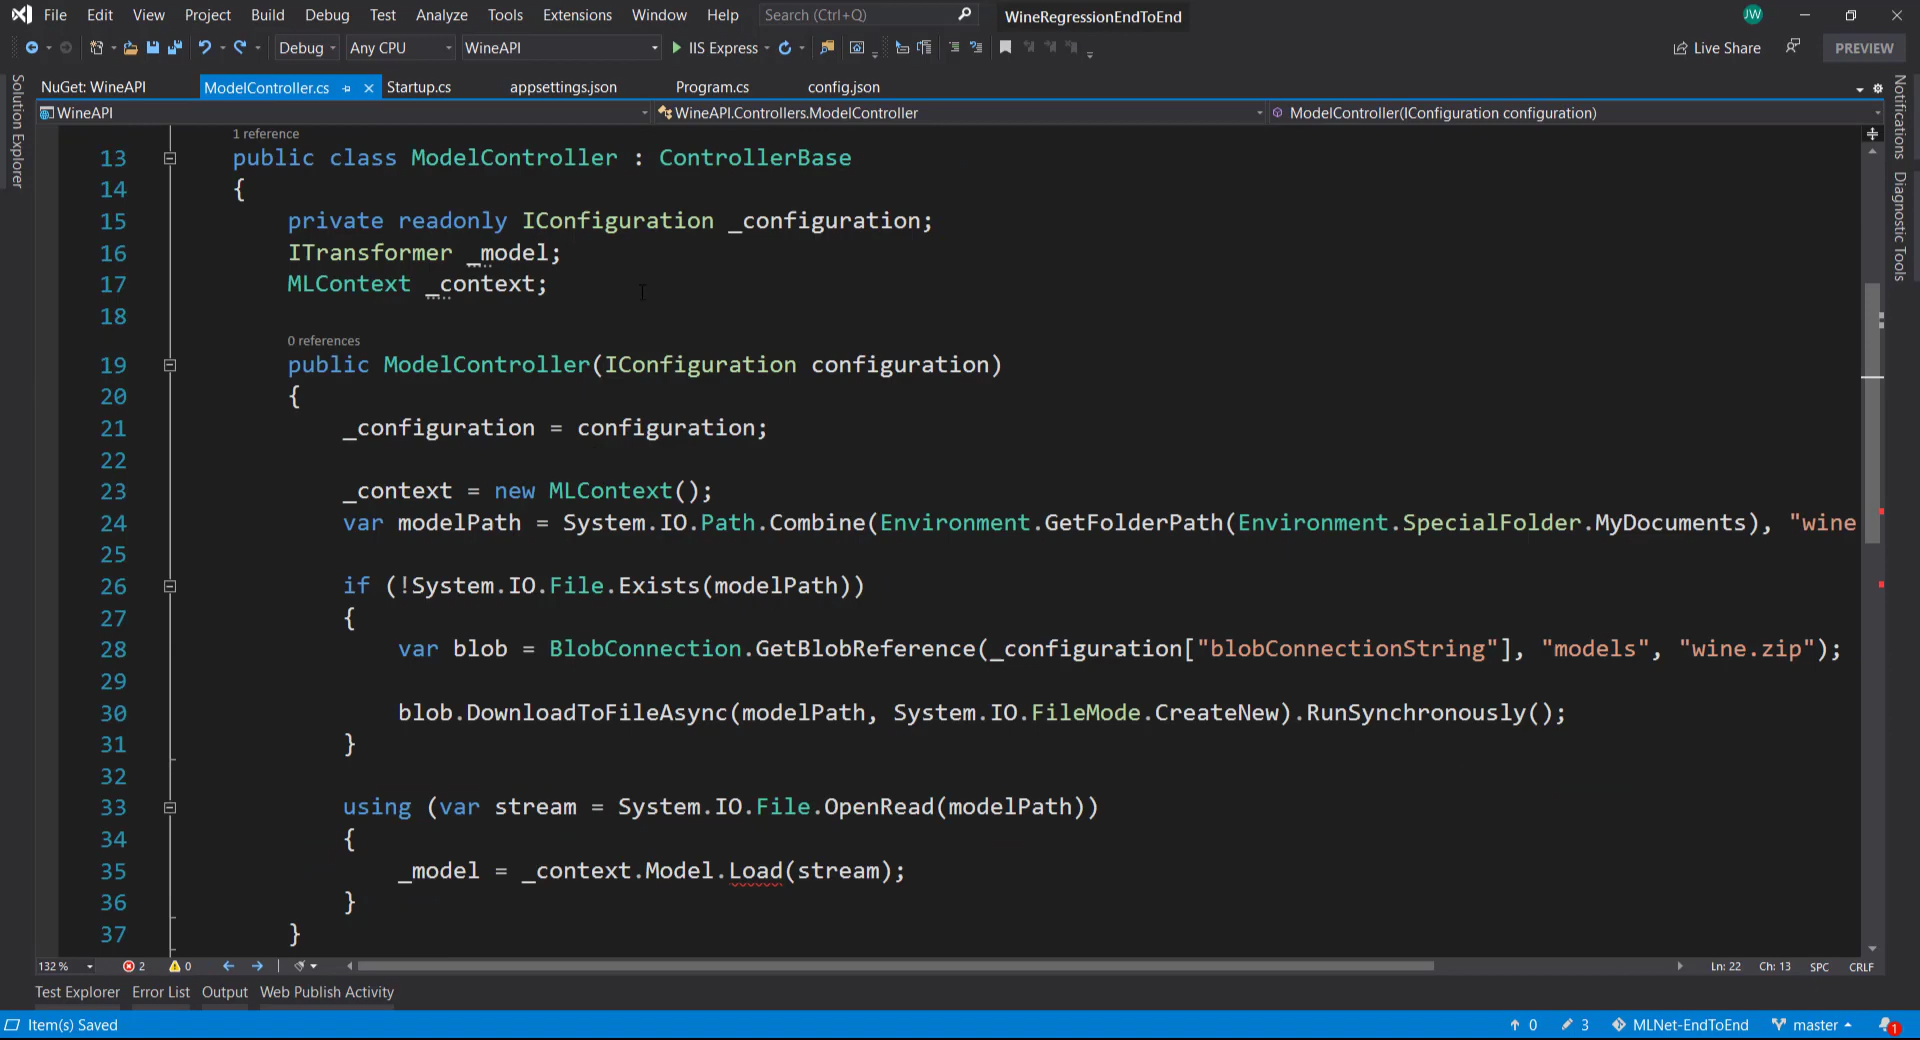 File Edit View Project Build Debug Test Analyze Tools Extensions Window Help Search (Ctrl+Q) WineRegressionEndToEnd JW
Debug Any CPU WineAPI IIS Express Live Share PREVIEW
Solution Explorer
NuGet: WineAPI ModelController.cs Startup.cs appsettings.json Program.cs config.json
WineAPI WineAPI.Controllers.ModelController ModelController(IConfiguration configuration)
Notifications
Diagnostic Tools
1 reference
13 public class ModelController : ControllerBase
14 {
15 private readonly IConfiguration _configuration;
16 ITransformer _model;
17 MLContext _context;
18
0 references
19 public ModelController(IConfiguration configuration)
20 {
21 _configuration = configuration;
22
23 _context = new MLContext();
24 var modelPath = System.IO.Path.Combine(Environment.GetFolderPath(Environment.SpecialFolder.MyDocuments), "wine
25
26 if (!System.IO.File.Exists(modelPath))
27 {
28 var blob = BlobConnection.GetBlobReference(_configuration["blobConnectionString"], "models", "wine.zip");
29
30 blob.DownloadToFileAsync(modelPath, System.IO.FileMode.CreateNew).RunSynchronously();
31 }
32
33 using (var stream = System.IO.File.OpenRead(modelPath))
34 {
35 _model = _context.Model.Load(stream);
36 }
37 }
132 % 2 0 Ln: 22 Ch: 13 SPC CRLF
Test Explorer Error List Output Web Publish Activity
Item(s) Saved 0 3 MLNet-EndToEnd master 1